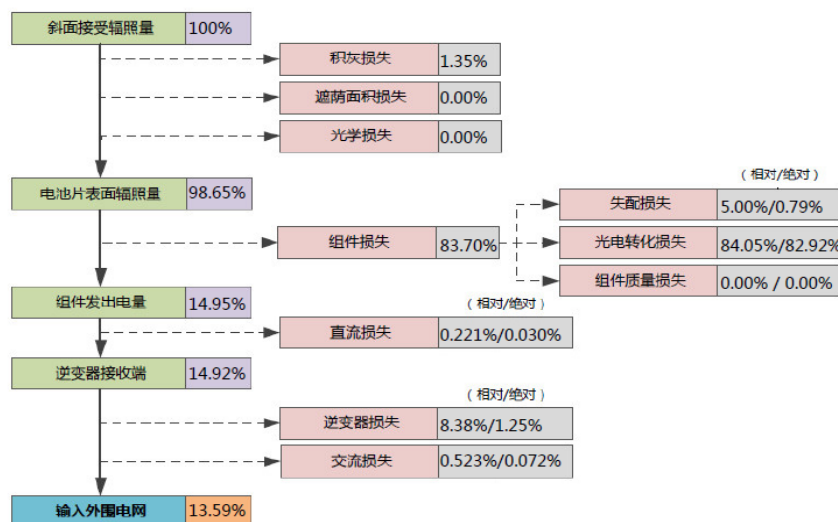 斜面接受辐照量 100%
积灰损失 1.35%
遮荫面积损失 0.00%
光学损失 0.00%
(相对/绝对)
电池片表面辐照量 98.65%
失配损失 5.00%/0.79%
组件损失 83.70%
光电转化损失 84.05%/82.92%
组件质量损失 0.00% / 0.00%
组件发出电量 14.95%
(相对/绝对)
直流损失 0.221%/0.030%
逆变器接收端 14.92%
(相对/绝对)
逆变器损失 8.38%/1.25%
交流损失 0.523%/0.072%
输入外围电网 13.59%